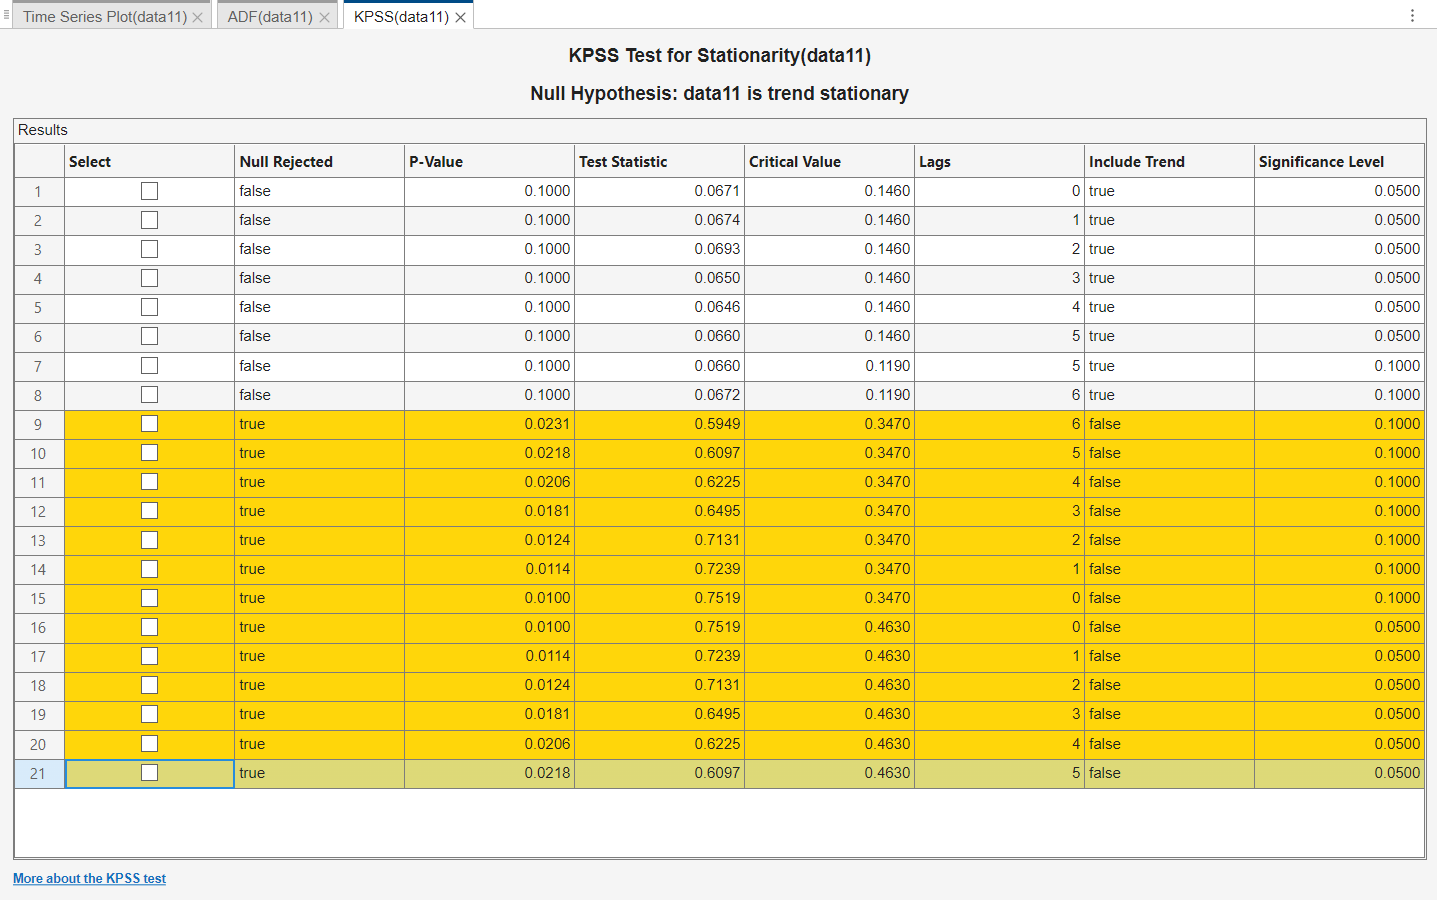 Time Series Plot(data11) ADF(data11) KPSS(data11)
KPSS Test for Stationarity(data11)
Null Hypothesis: data11 is trend stationary
Results
Select Null Rejected P-Value Test Statistic Critical Value Lags Include Trend Significance Level
1 false 0.1000 0.0671 0.1460 0 true 0.0500
2 false 0.1000 0.0674 0.1460 1 true 0.0500
3 false 0.1000 0.0693 0.1460 2 true 0.0500
4 false 0.1000 0.0650 0.1460 3 true 0.0500
5 false 0.1000 0.0646 0.1460 4 true 0.0500
6 false 0.1000 0.0660 0.1460 5 true 0.0500
7 false 0.1000 0.0660 0.1190 5 true 0.1000
8 false 0.1000 0.0672 0.1190 6 true 0.1000
9 true 0.0231 0.5949 0.3470 6 false 0.1000
10 true 0.0218 0.6097 0.3470 5 false 0.1000
11 true 0.0206 0.6225 0.3470 4 false 0.1000
12 true 0.0181 0.6495 0.3470 3 false 0.1000
13 true 0.0124 0.7131 0.3470 2 false 0.1000
14 true 0.0114 0.7239 0.3470 1 false 0.1000
15 true 0.0100 0.7519 0.3470 0 false 0.1000
16 true 0.0100 0.7519 0.4630 0 false 0.0500
17 true 0.0114 0.7239 0.4630 1 false 0.0500
18 true 0.0124 0.7131 0.4630 2 false 0.0500
19 true 0.0181 0.6495 0.4630 3 false 0.0500
20 true 0.0206 0.6225 0.4630 4 false 0.0500
21 true 0.0218 0.6097 0.4630 5 false 0.0500
More about the KPSS test